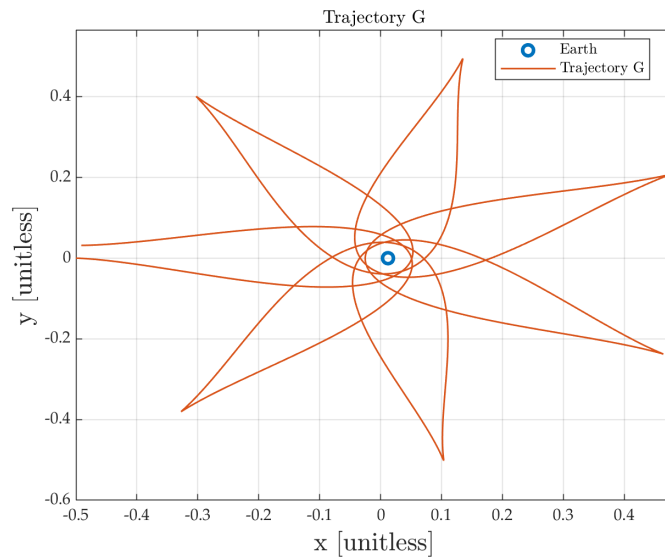 Trajectory G
Earth
Trajectory G
y [unitless]
0.4
0.2
0
-0.2
-0.4
-0.6
-0.5 -0.4 -0.3 -0.2 -0.1 0 0.1 0.2 0.3 0.4
x [unitless]